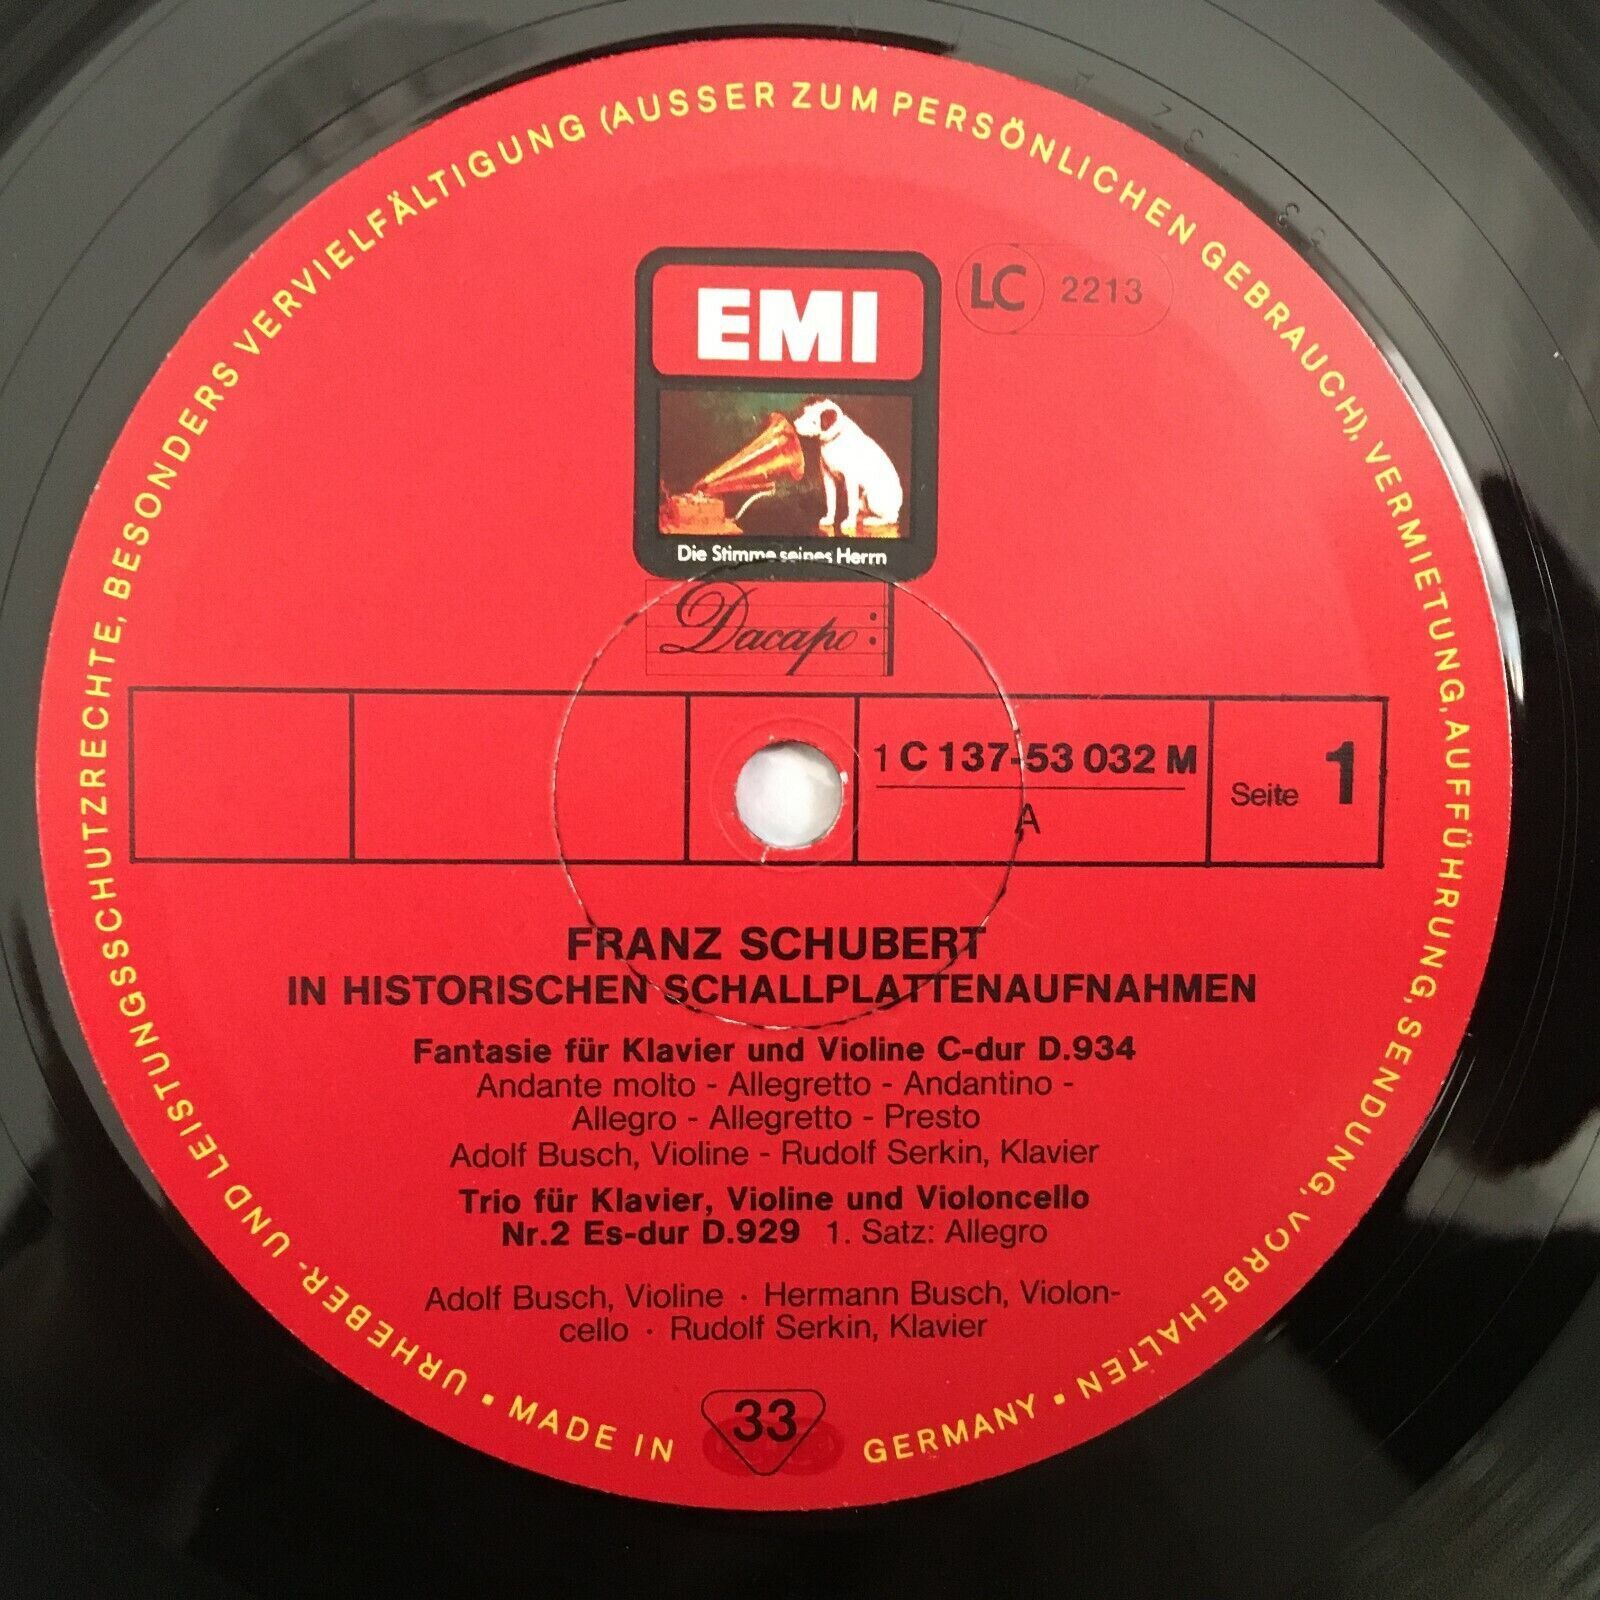 URHEBER- UND LEISTUNGSSCHUTZRECHTE, BESONDERS VERVIELFÄLTIGUNG (AUSSER ZUM PERSÖNLICHEN GEBRAUCH), VERMIETUNG, AUFFÜHRUNG, SENDUNG, VORBEHALTEN • MADE IN GERMANY •
EMI
LC 2213
Die Stimme seines Herrn
Dacapo
1 C 137-53 032 M
A
Seite 1
FRANZ SCHUBERT
IN HISTORISCHEN SCHALLPLATTENAUFNAHMEN
Fantasie für Klavier und Violine C-dur D.934
Andante molto - Allegretto - Andantino -
Allegro - Allegretto - Presto
Adolf Busch, Violine - Rudolf Serkin, Klavier
Trio für Klavier, Violine und Violoncello
Nr.2 Es-dur D.929 1. Satz: Allegro
Adolf Busch, Violine · Hermann Busch, Violon-
cello · Rudolf Serkin, Klavier
33